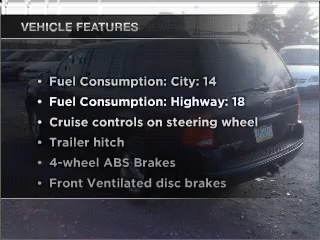 VEHICLE FEATURES
• Fuel Consumption: City: 14
• Fuel Consumption: Highway: 18
• Cruise controls on steering wheel
• Trailer hitch
• 4-wheel ABS Brakes
• Front Ventilated disc brakes